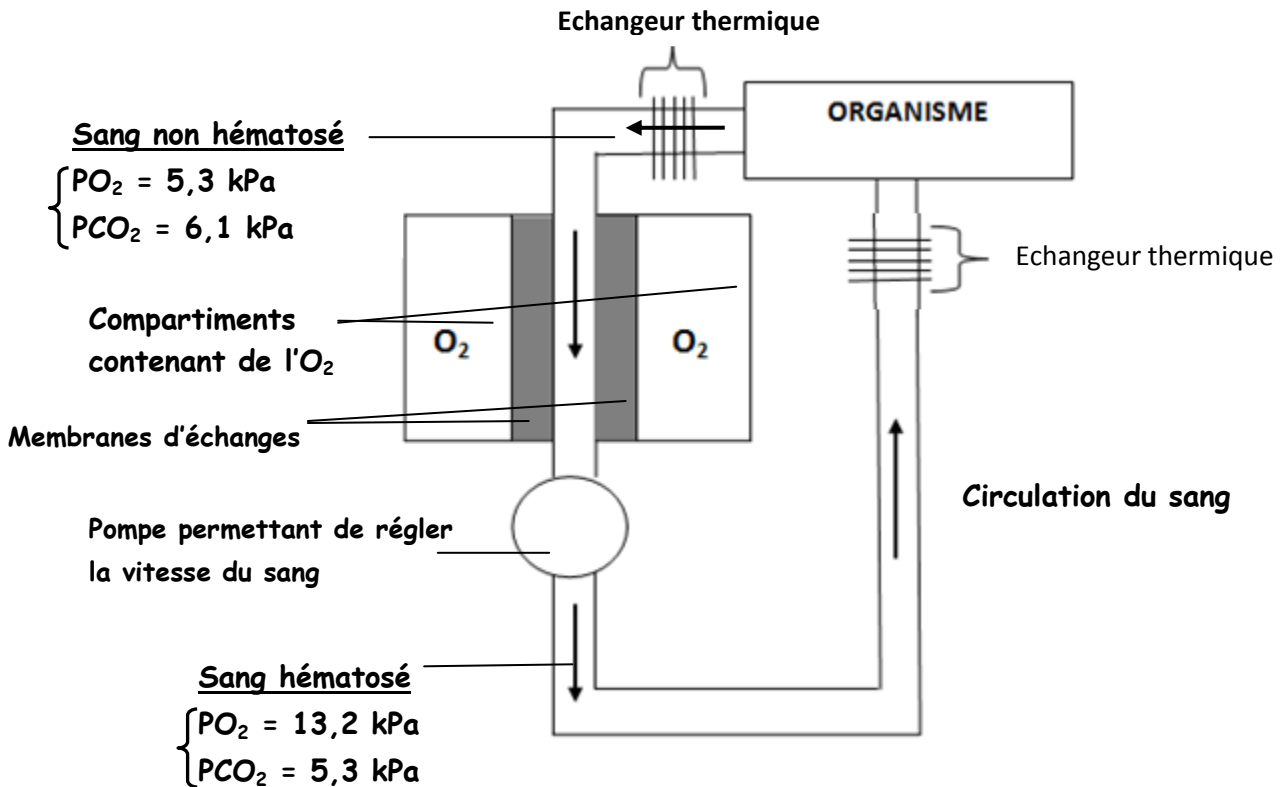 Echangeur thermique
ORGANISME
Sang non hématosé
PO₂ = 5,3 kPa
PCO₂ = 6,1 kPa
Echangeur thermique
Compartiments
contenant de l'O₂
O₂
O₂
Membranes d'échanges
Circulation du sang
Pompe permettant de régler
la vitesse du sang
Sang hématosé
PO₂ = 13,2 kPa
PCO₂ = 5,3 kPa